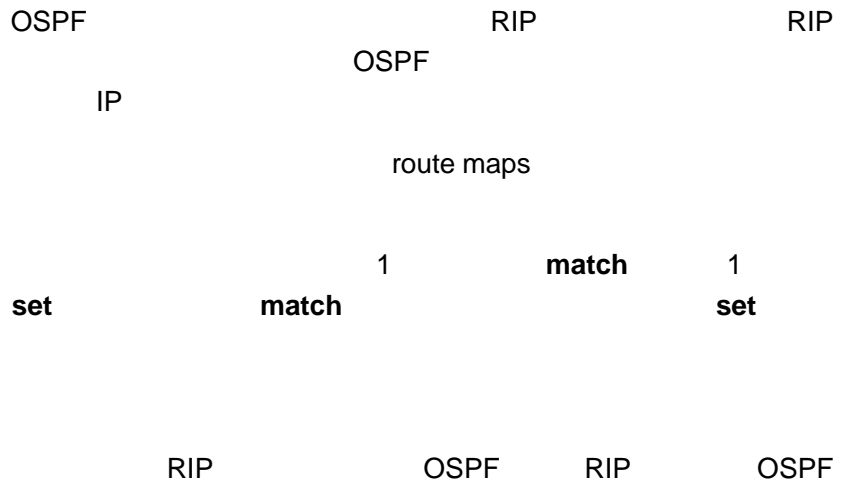 OSPF RIP RIP
OSPF
IP
route maps
1 match 1
set match set
RIP OSPF RIP OSPF